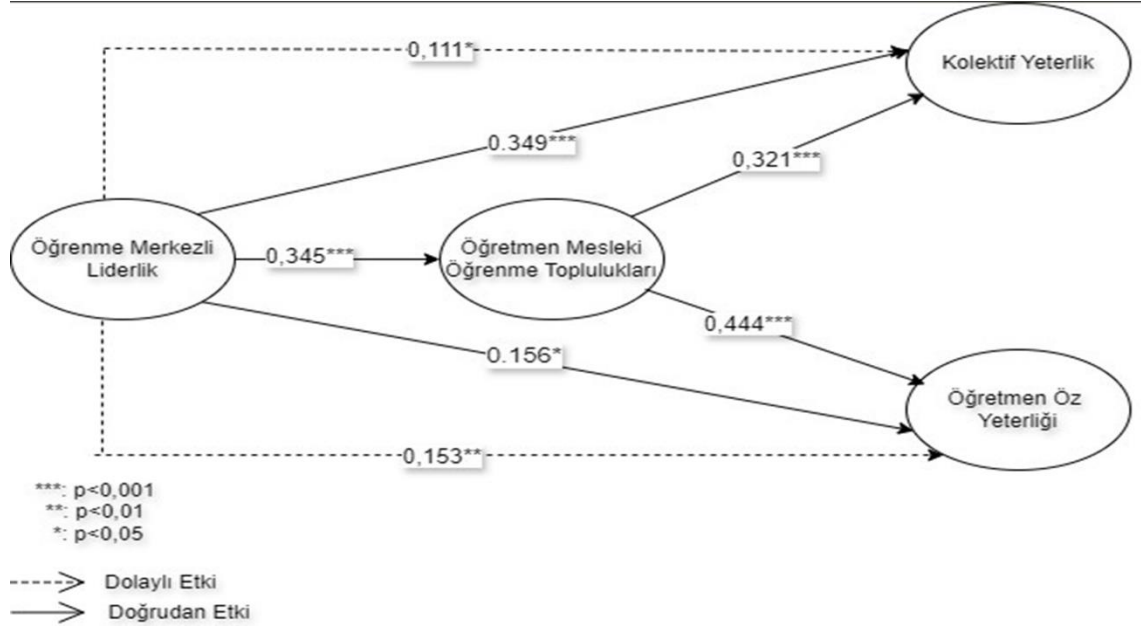 0,111*
Kolektif Yeterlik
0.349***
0,321***
Öğrenme Merkezli
Liderlik
0,345***
Öğretmen Mesleki
Öğrenme Toplulukları
0,444***
0.156*
Öğretmen Öz
Yeterliği
0,153**
***: p<0,001
**: p<0,01
*: p<0,05
Dolaylı Etki
Doğrudan Etki